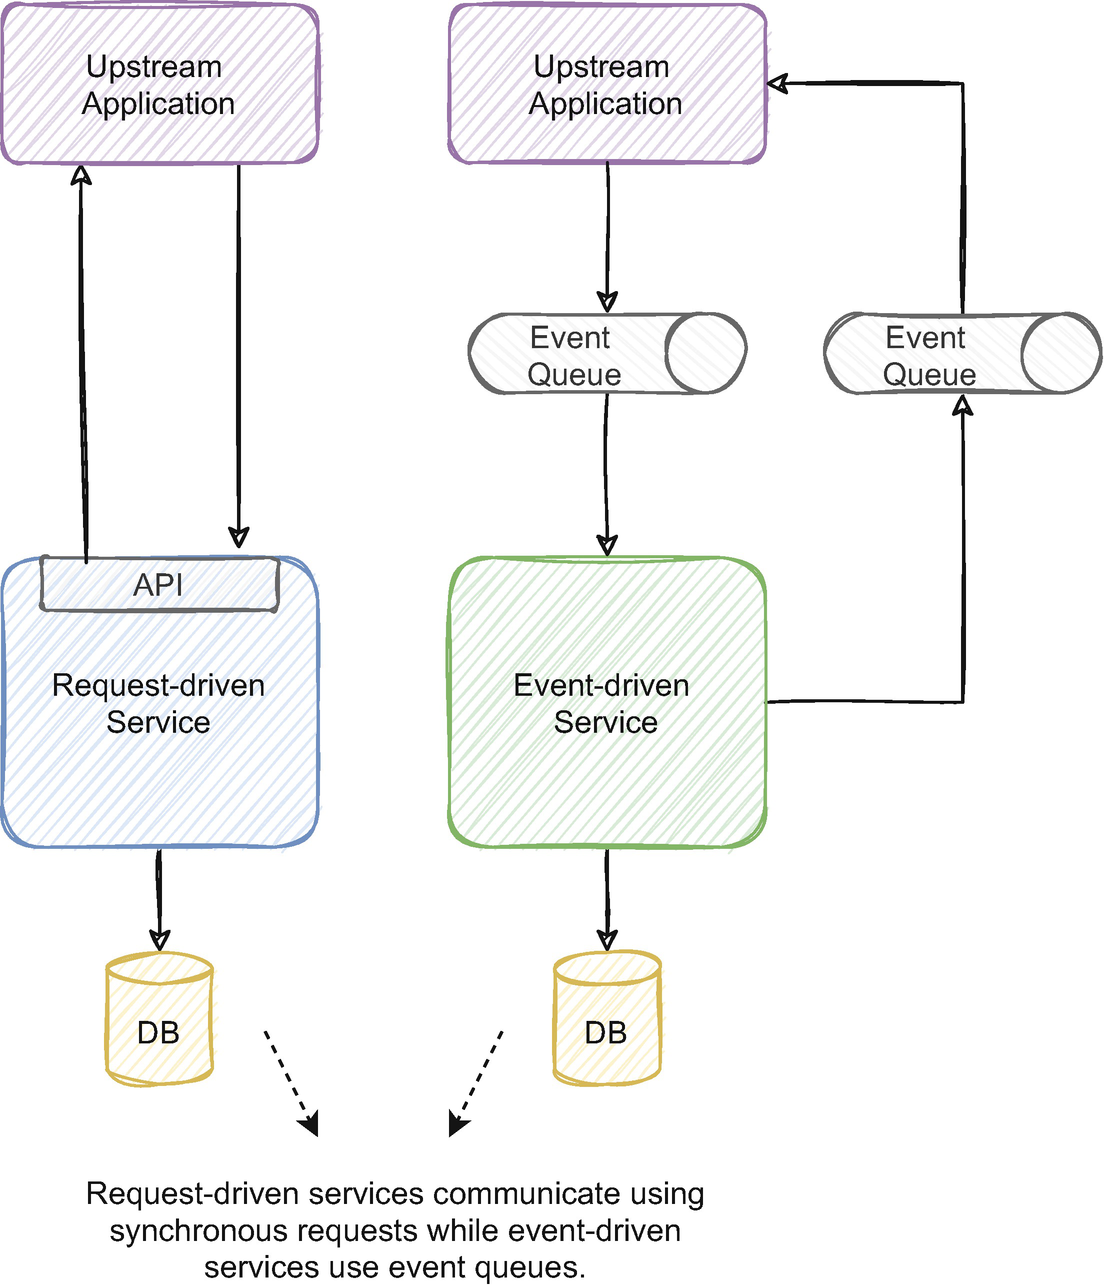 Upstream
Application
Upstream
Application
Event
Queue
Event
Queue
API
Request-driven
Service
Event-driven
Service
DB
DB
Request-driven services communicate using
synchronous requests while event-driven
services use event queues.